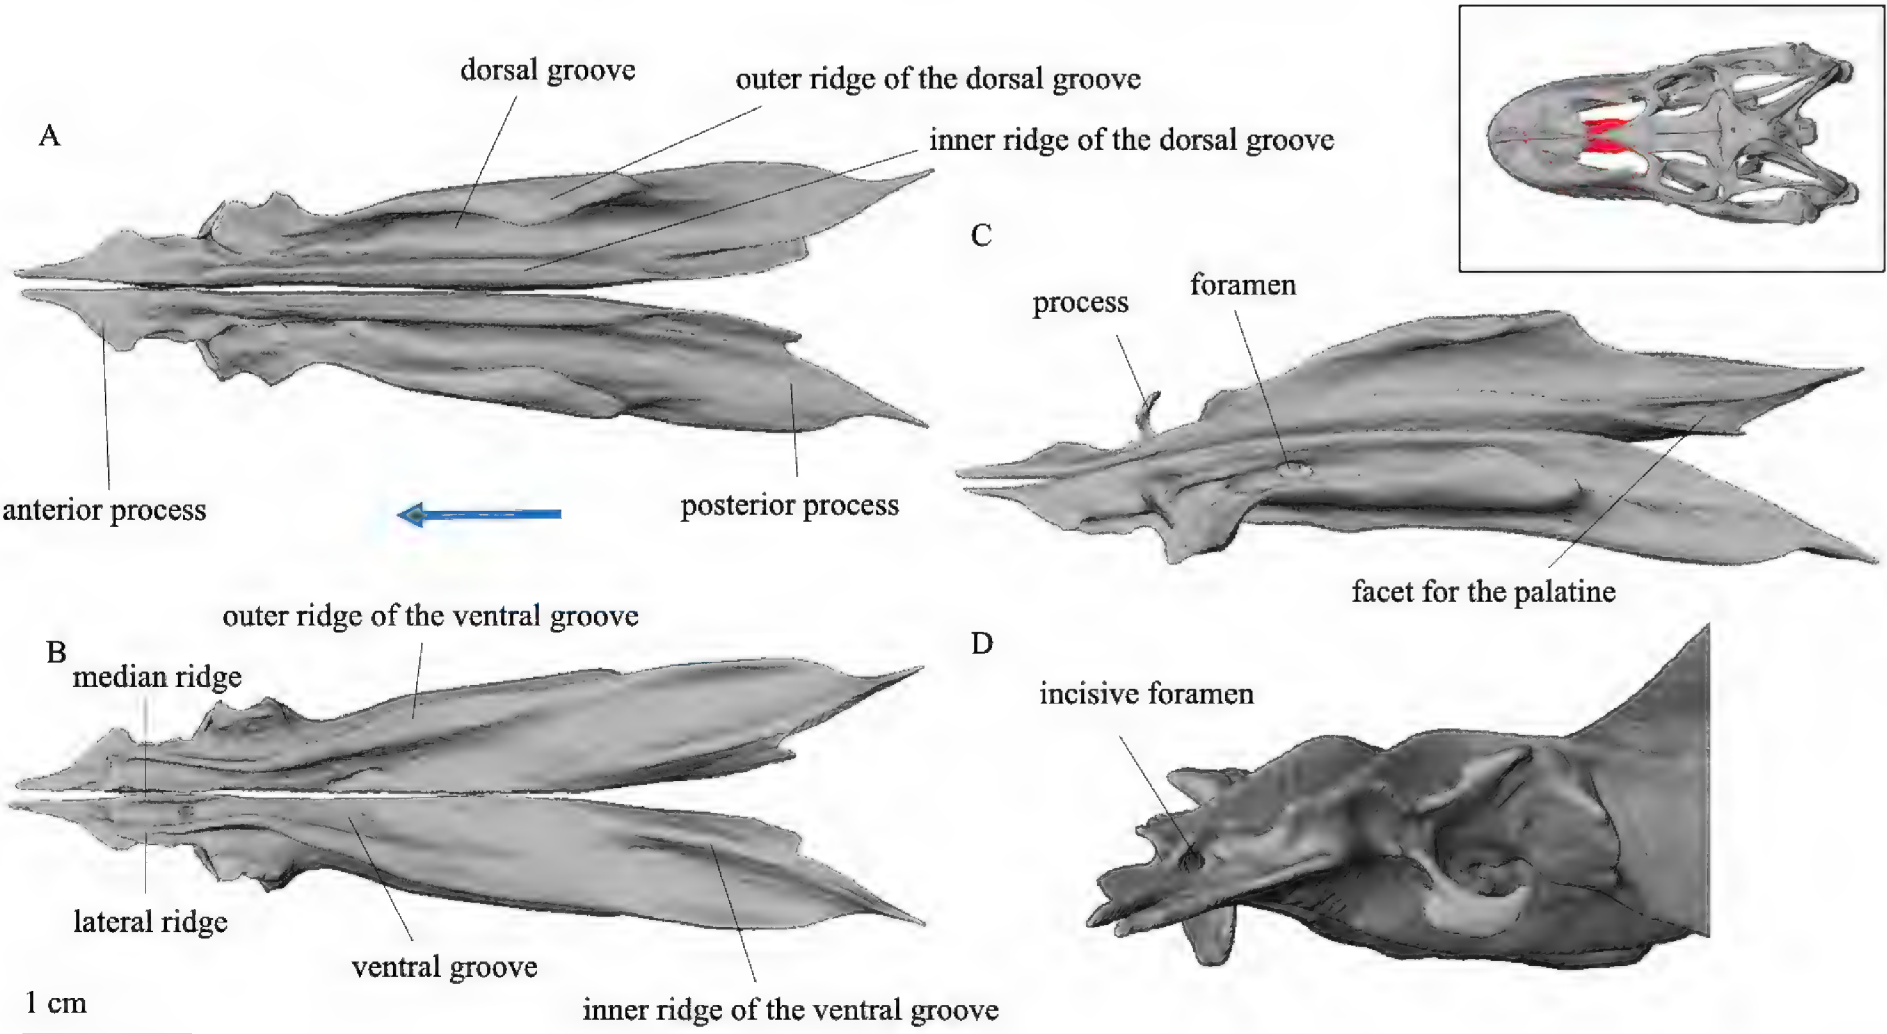 A
dorsal groove
outer ridge of the dorsal groove
inner ridge of the dorsal groove
anterior process
posterior process
B
outer ridge of the ventral groove
median ridge
lateral ridge
ventral groove
inner ridge of the ventral groove
1 cm
C
process
foramen
facet for the palatine
D
incisive foramen